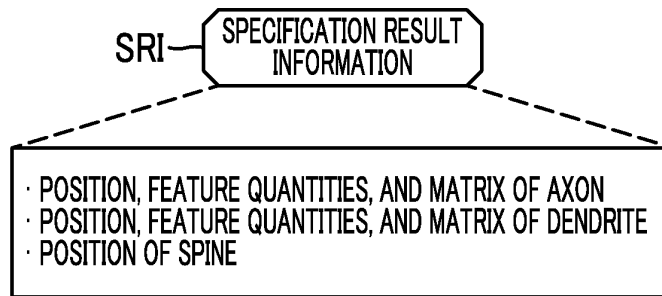 SRI
SPECIFICATION RESULT
INFORMATION
· POSITION, FEATURE QUANTITIES, AND MATRIX OF AXON
· POSITION, FEATURE QUANTITIES, AND MATRIX OF DENDRITE
· POSITION OF SPINE